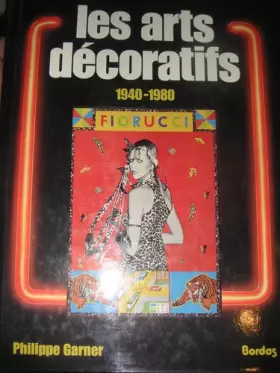 les arts
décoratifs
1940-1980
FIORUCCI
Philippe Garner
Bordas